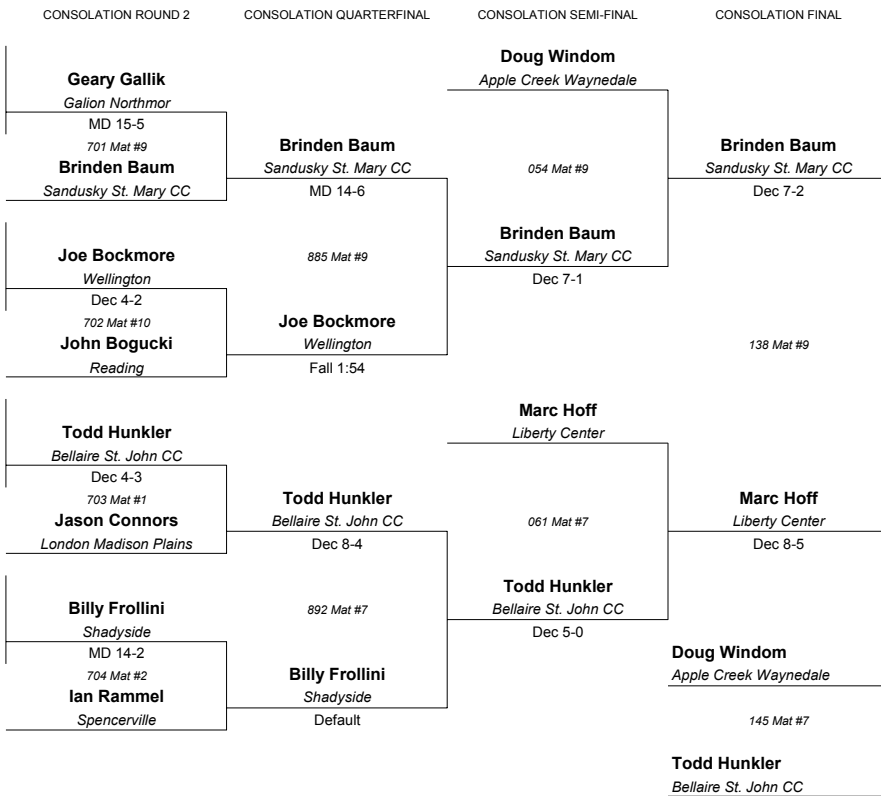 CONSOLATION ROUND 2
CONSOLATION QUARTERFINAL
CONSOLATION SEMI-FINAL
CONSOLATION FINAL
Geary Gallik
Galion Northmor
MD 15-5
701 Mat #9
Brinden Baum
Sandusky St. Mary CC
Joe Bockmore
Wellington
Dec 4-2
702 Mat #10
John Bogucki
Reading
Todd Hunkler
Bellaire St. John CC
Dec 4-3
703 Mat #1
Jason Connors
London Madison Plains
Billy Frollini
Shadyside
MD 14-2
704 Mat #2
Ian Rammel
Spencerville
Brinden Baum
Sandusky St. Mary CC
MD 14-6
885 Mat #9
Joe Bockmore
Wellington
Fall 1:54
Todd Hunkler
Bellaire St. John CC
Dec 8-4
892 Mat #7
Billy Frollini
Shadyside
Default
Doug Windom
Apple Creek Waynedale
054 Mat #9
Brinden Baum
Sandusky St. Mary CC
Dec 7-1
Marc Hoff
Liberty Center
061 Mat #7
Todd Hunkler
Bellaire St. John CC
Dec 5-0
Brinden Baum
Sandusky St. Mary CC
Dec 7-2
138 Mat #9
Marc Hoff
Liberty Center
Dec 8-5
Doug Windom
Apple Creek Waynedale
145 Mat #7
Todd Hunkler
Bellaire St. John CC